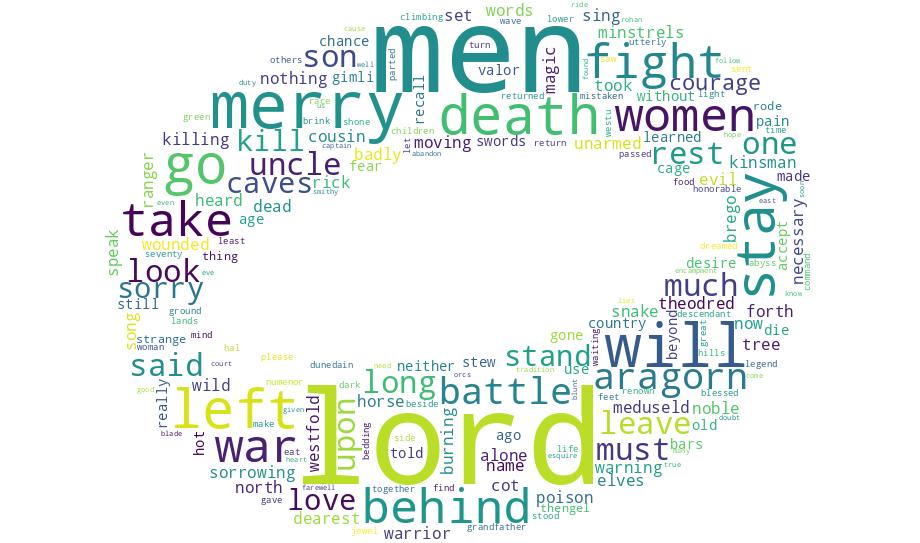 ride
climbing set words wave lower rohan
cause men sing
chance minstrels
others son turn fight utterly
well parted valor magic found saw follow
duty nothing gimli recall took courage sent
green merry returned mistaken without light
race us death women rode
brink shone westu pain
killing kill cousin children let moving swords return unarmed learned rest one time
captain hope
ranger uncle badly abandon passed cage kinsman
go fear food evil made
heard caves rick honorable soon
even smithy
take dead age brego stay east necessary
speak wounded least dreamed accept
look seventy thing desire abyss command
eve encampment
sorry much know
still ground lies snake theodred forth
song lands descendant
strange mind waiting country beyond great now die
woman hal please will hills tree
said court dunedain neither stew stand use gone legend
good need orcs tradition aragorn come
really wild numenor dark long battle blunt feet renown blessed
left given horse beside meduseld noble
make upon side leave old doubt
hot war eat westfold bedding told lord burning ago life must bars many
blade alone esquire
sorrowing heart name warning true
north farewell together find cot elves
gave love behind poison
dearest stood thengel
jewel warrior grandfather